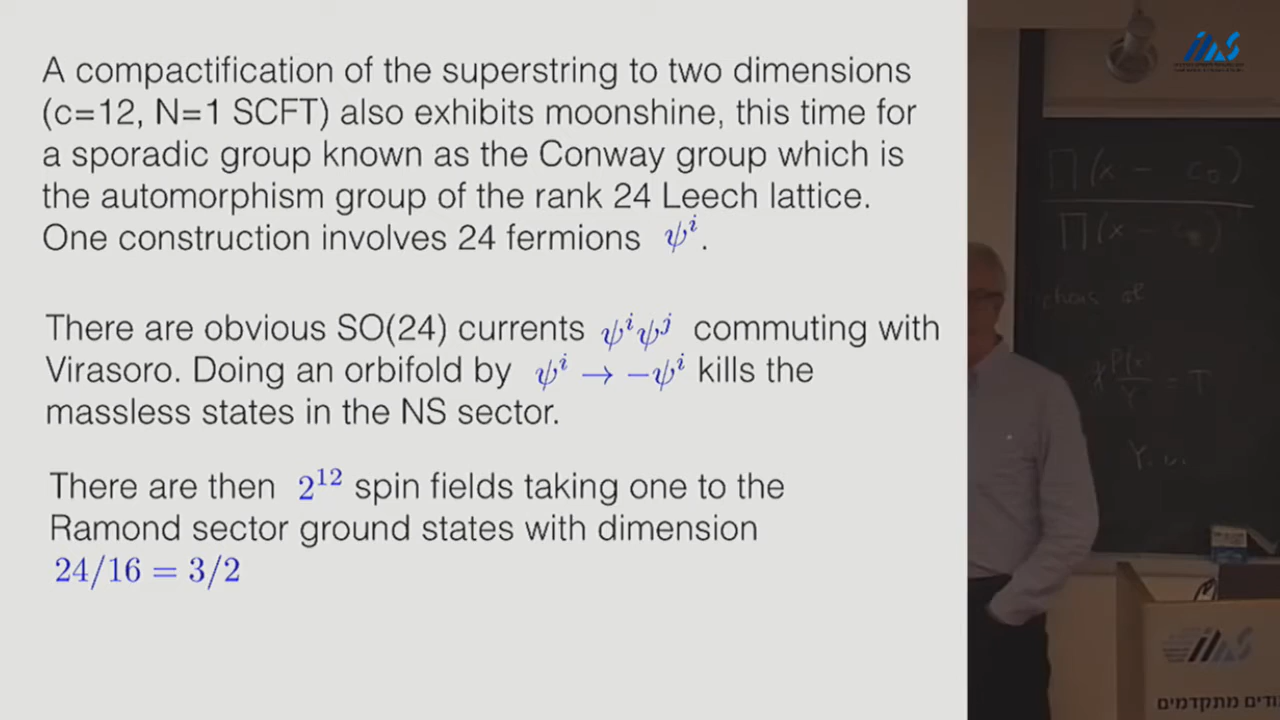 A compactification of the superstring to two dimensions
(c=12, N=1 SCFT) also exhibits moonshine, this time for
a sporadic group known as the Conway group which is
the automorphism group of the rank 24 Leech lattice.
One construction involves 24 fermions ψ^i.
There are obvious SO(24) currents ψ^iψ^j commuting with
Virasoro. Doing an orbifold by ψ^i → −ψ^i kills the
massless states in the NS sector.
There are then 2^12 spin fields taking one to the
Ramond sector ground states with dimension
24/16 = 3/2
∏(x −
∏(x −